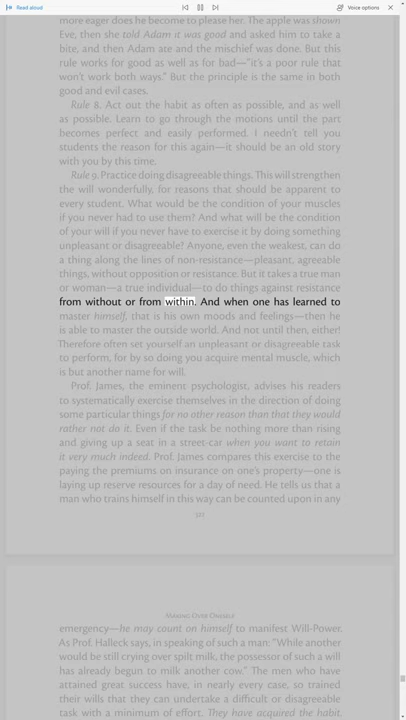 Read aloud
Voice options
more eager does he become to please her. The apple was shown
Eve, then she told Adam it was good and asked him to take a
bite, and then Adam ate and the mischief was done. But this
rule works for good as well as for bad—“it’s a poor rule that
won’t work both ways.” But the principle is the same in both
good and evil cases.
Rule 8. Act out the habit as often as possible, and as well
as possible. Learn to go through the motions until the part
becomes perfect and easily performed. I needn’t tell you
students the reason for this again—it should be an old story
with you by this time.
Rule 9. Practice doing disagreeable things. This will strengthen
the will wonderfully, for reasons that should be apparent to
every student. What would be the condition of your muscles
if you never had to use them? And what will be the condition
of your will if you never have to exercise it by doing something
unpleasant or disagreeable? Anyone, even the weakest, can do
a thing along the lines of non-resistance—pleasant, agreeable
things, without opposition or resistance. But it takes a true man
or woman—a true individual—to do things against resistance
from without or from within. And when one has learned to
master himself, that is his own moods and feelings—then he
is able to master the outside world. And not until then, either!
Therefore often set yourself an unpleasant or disagreeable task
to perform, for by so doing you acquire mental muscle, which
is but another name for will.
Prof. James, the eminent psychologist, advises his readers
to systematically exercise themselves in the direction of doing
some particular things for no other reason than that they would
rather not do it. Even if the task be nothing more than rising
and giving up a seat in a street-car when you want to retain
it very much indeed. Prof. James compares this exercise to the
paying the premiums on insurance on one’s property—one is
laying up reserve resources for a day of need. He tells us that a
man who trains himself in this way can be counted upon in any
Making Over Oneself
emergency—he may count on himself to manifest Will-Power.
As Prof. Halleck says, in speaking of such a man: “While another
would be still crying over spilt milk, the possessor of such a will
has already begun to milk another cow.” The men who have
attained great success have, in nearly every case, so trained
their wills that they can undertake a difficult or disagreeable
task with a minimum of effort. They have acquired the habit.